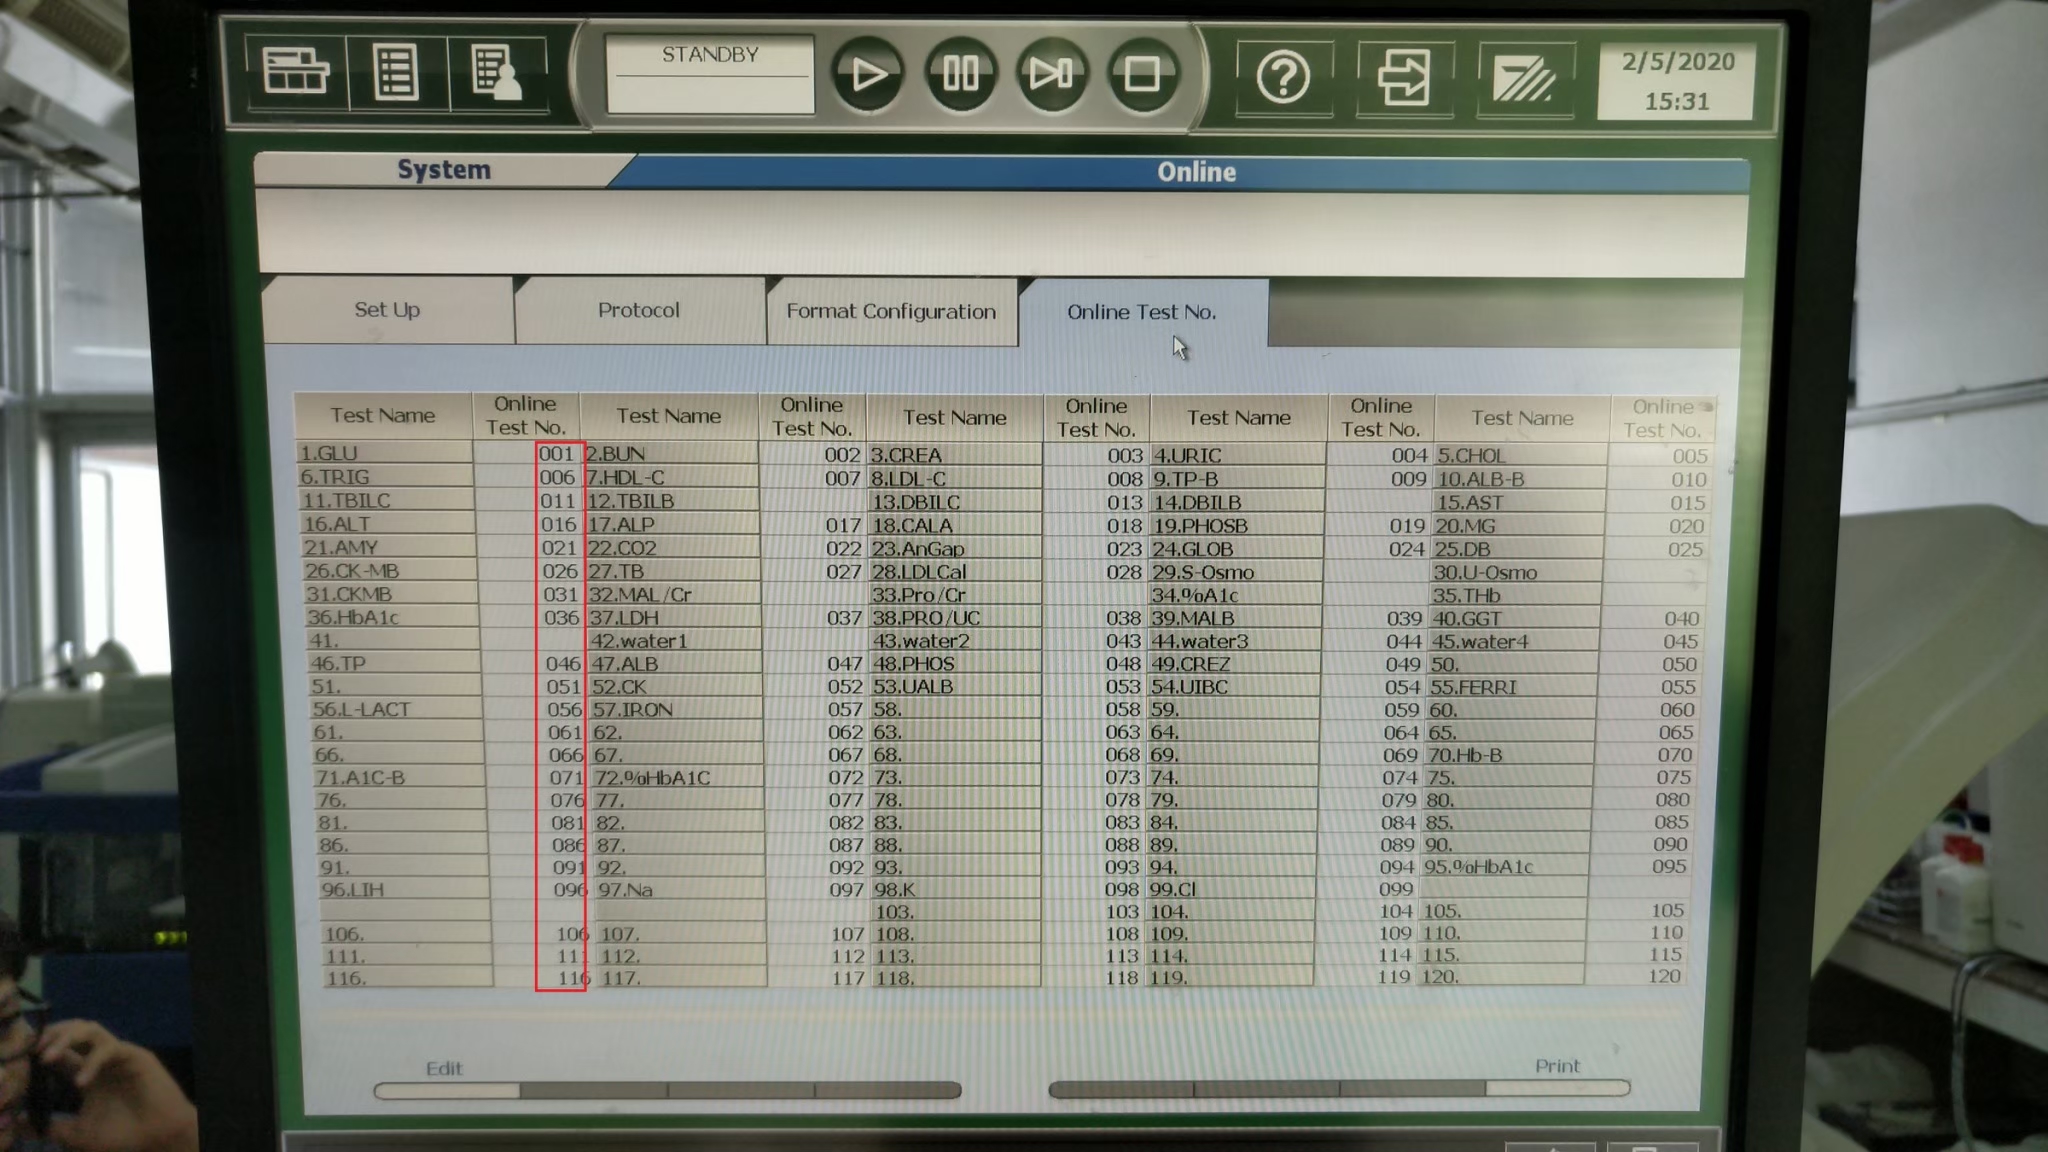 STANDBY
2/5/2020
15:31
System
Online
Set Up
Protocol
Format Configuration
Online Test No.
Test Name Online Test No. Test Name Online Test No. Test Name Online Test No. Test Name Online Test No. Test Name Online Test No.
1.GLU 001 2.BUN 002 3.CREA 003 4.URIC 004 5.CHOL 005
6.TRIG 006 7.HDL-C 007 8.LDL-C 008 9.TP-B 009 10.ALB-B 010
11.TBILC 011 12.TBILB 13.DBILC 013 14.DBILB 15.AST 015
16.ALT 016 17.ALP 017 18.CALA 018 19.PHOSB 019 20.MG 020
21.AMY 021 22.CO2 022 23.AnGap 023 24.GLOB 024 25.DB 025
26.CK-MB 026 27.TB 027 28.LDLCal 028 29.S-Osmo 30.U-Osmo
31.CKMB 031 32.MAL/Cr 33.Pro/Cr 34.%A1c 35.THb
36.HbA1c 036 37.LDH 037 38.PRO/UC 038 39.MALB 039 40.GGT 040
41. 42.water1 43.water2 043 44.water3 044 45.water4 045
46.TP 046 47.ALB 047 48.PHOS 048 49.CREZ 049 50. 050
51. 051 52.CK 052 53.UALB 053 54.UIBC 054 55.FERRI 055
56.L-LACT 056 57.IRON 057 58. 058 59. 059 60. 060
61. 061 62. 062 63. 063 64. 064 65. 065
66. 066 67. 067 68. 068 69. 069 70.Hb-B 070
71.A1C-B 071 72.%HbA1C 072 73. 073 74. 074 75. 075
76. 076 77. 077 78. 078 79. 079 80. 080
81. 081 82. 082 83. 083 84. 084 85. 085
86. 086 87. 087 88. 088 89. 089 90. 090
91. 091 92. 092 93. 093 94. 094 95.%HbA1c 095
96.LIH 096 97.Na 097 98.K 098 99.Cl 099
103. 103 104. 104 105. 105
106. 106 107. 107 108. 108 109. 109 110. 110
111. 111 112. 112 113. 113 114. 114 115. 115
116. 116 117. 117 118. 118 119. 119 120. 120
Edit
Print